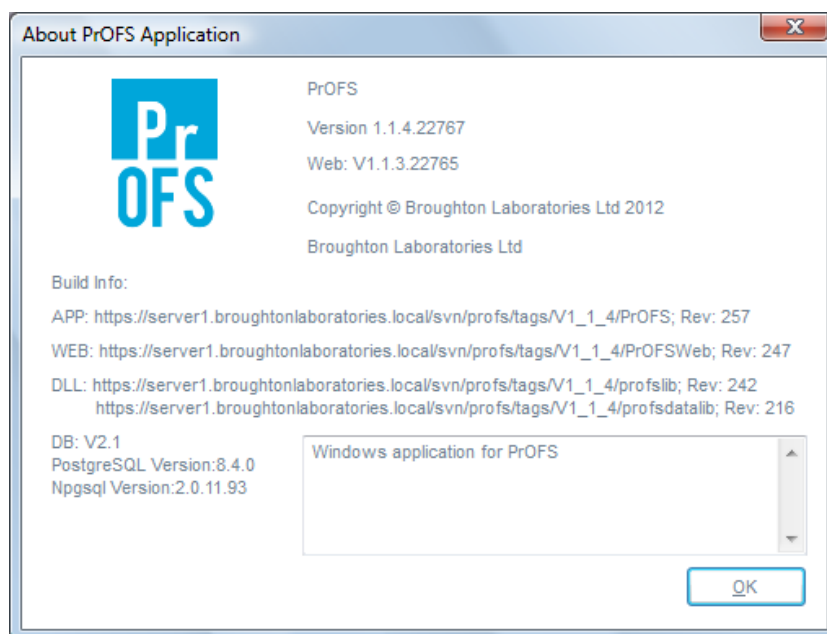 About PrOFS Application
X
Pr
OFS
PrOFS
Version 1.1.4.22767
Web: V1.1.3.22765
Copyright © Broughton Laboratories Ltd 2012
Broughton Laboratories Ltd
Build Info:
APP: https://server1.broughtonlaboratories.local/svn/profs/tags/V1_1_4/PrOFS; Rev: 257
WEB: https://server1.broughtonlaboratories.local/svn/profs/tags/V1_1_4/PrOFSWeb; Rev: 247
DLL: https://server1.broughtonlaboratories.local/svn/profs/tags/V1_1_4/profslib; Rev: 242
https://server1.broughtonlaboratories.local/svn/profs/tags/V1_1_4/profsdatalib; Rev: 216
DB: V2.1
PostgreSQL Version:8.4.0
Npgsql Version:2.0.11.93
Windows application for PrOFS
OK